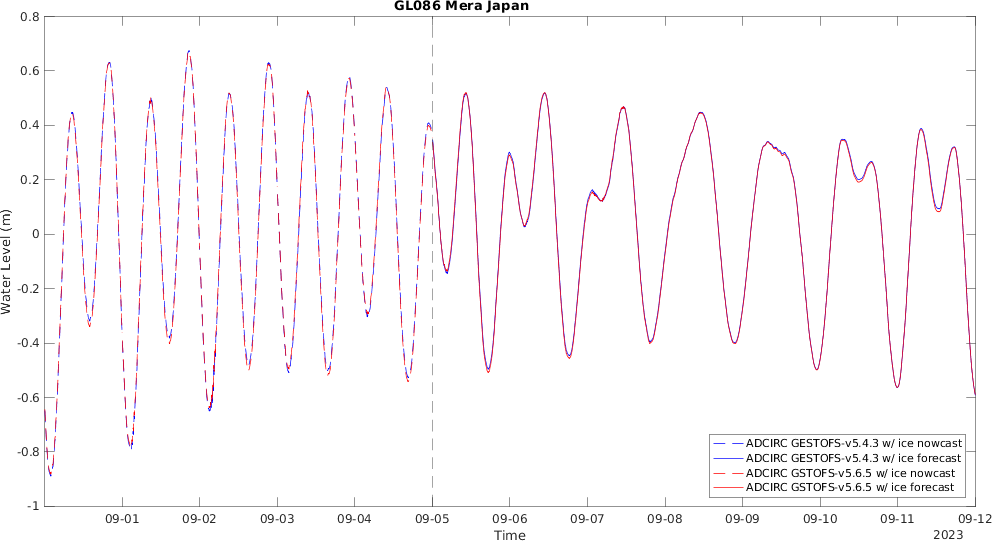 GL086 Mera Japan
0.8
0.6
0.4
0.2
0
-0.2
-0.4
-0.6
-0.8
-1
Water Level (m)
09-01 09-02 09-03 09-04 09-05 09-06 09-07 09-08 09-09 09-10 09-11 09-12
Time
2023
ADCIRC GESTOFS-v5.4.3 w/ ice nowcast
ADCIRC GESTOFS-v5.4.3 w/ ice forecast
ADCIRC GSTOFS-v5.6.5 w/ ice nowcast
ADCIRC GSTOFS-v5.6.5 w/ ice forecast